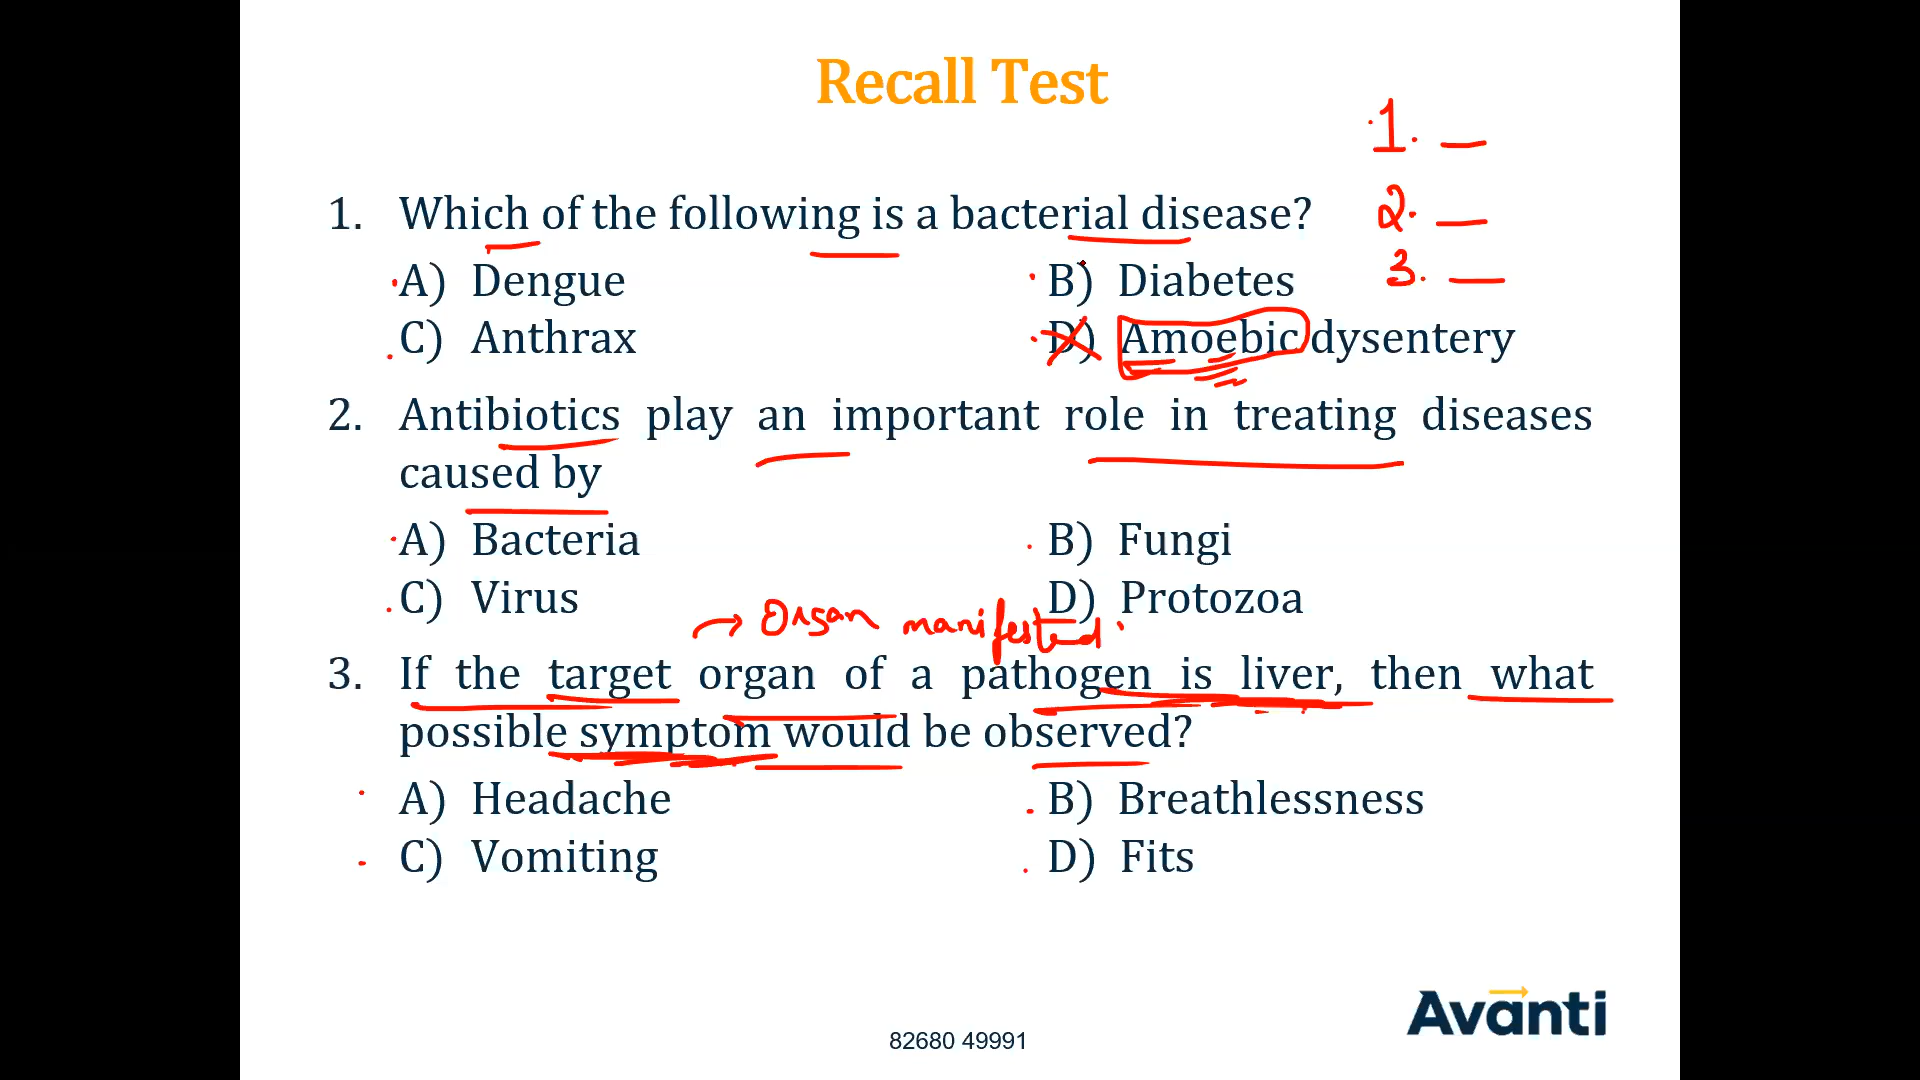 Recall Test
1. __
1. Which of the following is a bacterial disease?
2. __
A) Dengue B) Diabetes
3. __
C) Anthrax D) Amoebic dysentery
2. Antibiotics play an important role in treating diseases
caused by
A) Bacteria B) Fungi
C) Virus D) Protozoa
→ Organ manifested
3. If the target organ of a pathogen is liver, then what
possible symptom would be observed?
A) Headache B) Breathlessness
C) Vomiting D) Fits
Avanti
82680 49991